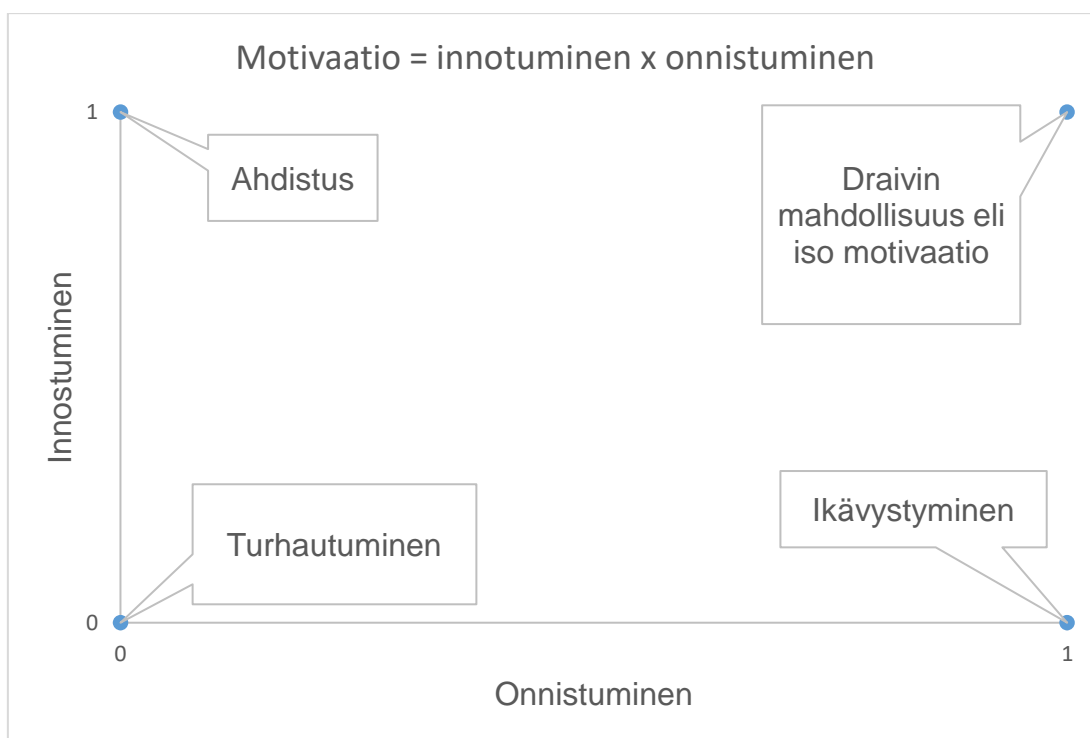 Motivaatio = innotuminen x onnistuminen
1
Ahdistus
Draivin
mahdollisuus eli
iso motivaatio
Innostuminen
Turhautuminen
Ikävystyminen
0
0
1
Onnistuminen